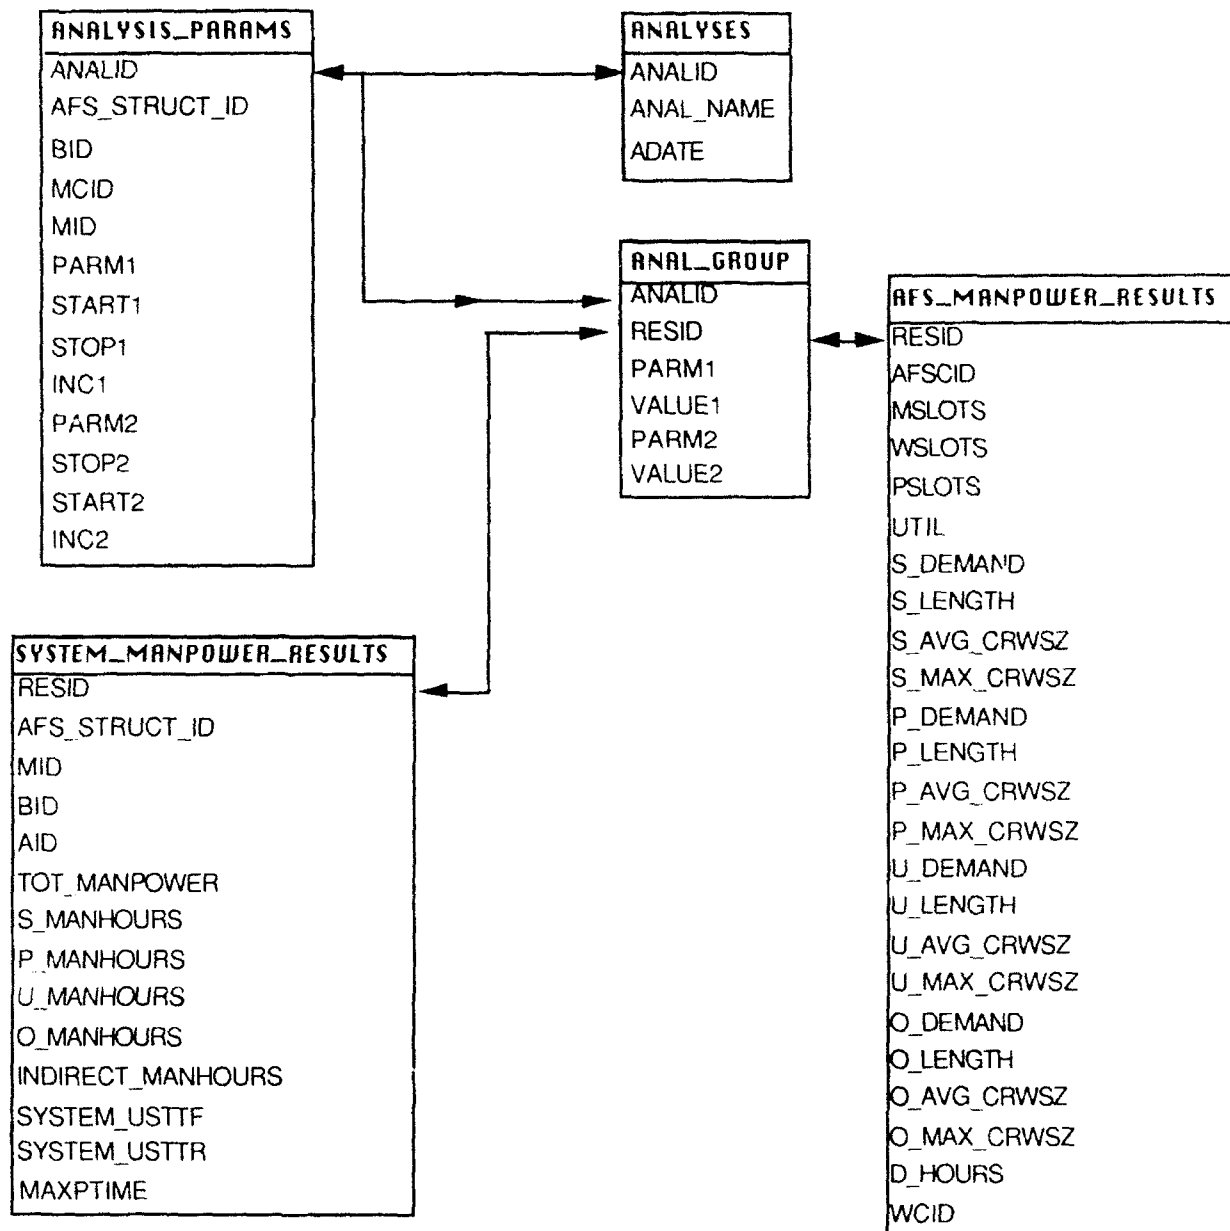 ANALYSIS_PARAMS
ANALID
AFS_STRUCT_ID
BID
MCID
MID
PARM1
START1
STOP1
INC1
PARM2
STOP2
START2
INC2
ANALYSES
ANALID
ANAL_NAME
ADATE
ANAL_GROUP
ANALID
RESID
PARM1
VALUE1
PARM2
VALUE2
AFS_MANPOWER_RESULTS
RESID
AFSCID
MSLOTS
WSLOTS
PSLOTS
UTIL
S_DEMAND
S_LENGTH
S_AVG_CRWSZ
S_MAX_CRWSZ
P_DEMAND
P_LENGTH
P_AVG_CRWSZ
P_MAX_CRWSZ
U_DEMAND
U_LENGTH
U_AVG_CRWSZ
U_MAX_CRWSZ
O_DEMAND
O_LENGTH
O_AVG_CRWSZ
O_MAX_CRWSZ
D_HOURS
WCID
SYSTEM_MANPOWER_RESULTS
RESID
AFS_STRUCT_ID
MID
BID
AID
TOT_MANPOWER
S_MANHOURS
P_MANHOURS
U_MANHOURS
O_MANHOURS
INDIRECT_MANHOURS
SYSTEM_USTTF
SYSTEM_USTTR
MAXPTIME